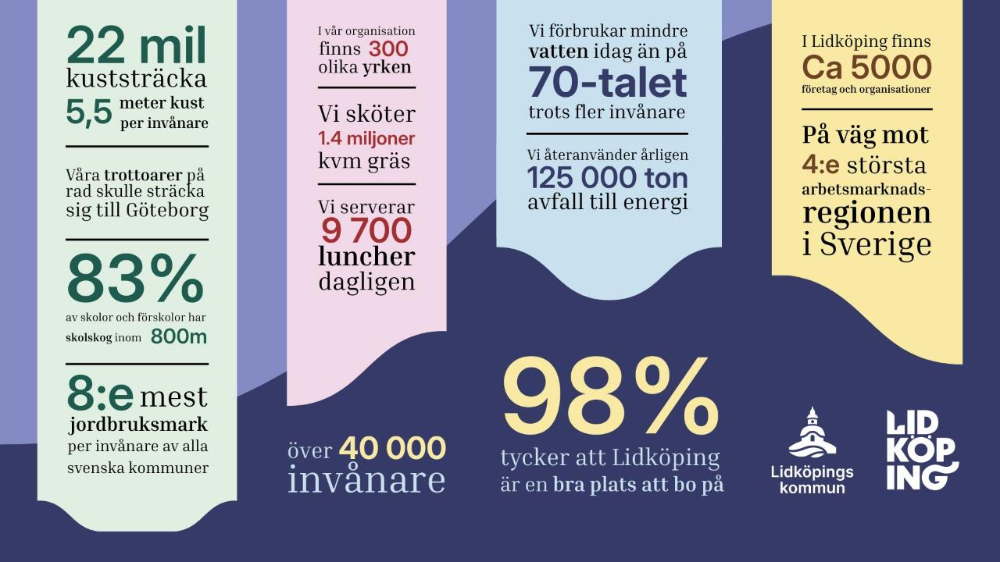 22 mil
kuststräcka
5,5 meter kust
per invånare
Våra trottoarer på
rad skulle sträcka
sig till Göteborg
83%
av skolor och förskolor har
skolskog inom 800m
8:e mest
jordbruksmark
per invånare av alla
svenska kommuner
I vår organisation
finns 300
olika yrken
Vi sköter
1.4 miljoner
kvm gräs
Vi serverar
9 700
luncher
dagligen
över 40 000
invånare
Vi förbrukar mindre
vatten idag än på
70-talet
trots fler invånare
Vi återanvänder årligen
125 000 ton
avfall till energi
98%
tycker att Lidköping
är en bra plats att bo på
I Lidköping finns
Ca 5000
företag och organisationer
På väg mot
4:e största
arbetsmarknads-
regionen
i Sverige
Lidköpings
kommun
LID
KÖP
ING